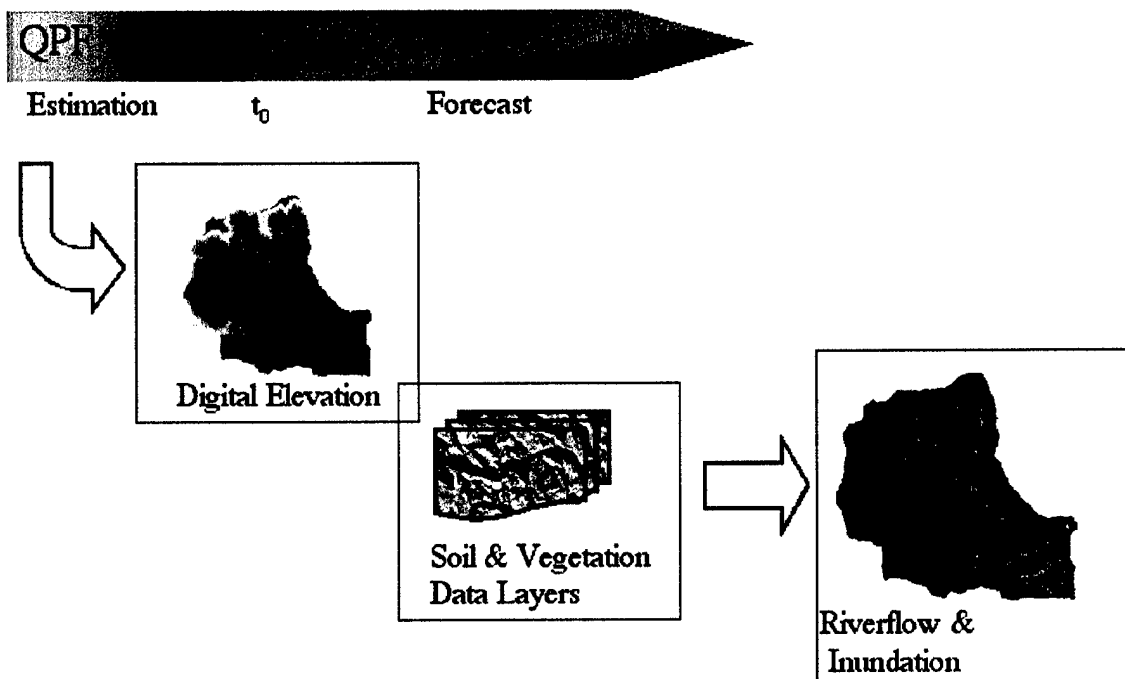 QPF
Estimation t₀ Forecast
Digital Elevation
Soil & Vegetation
Data Layers
Riverflow &
Inundation